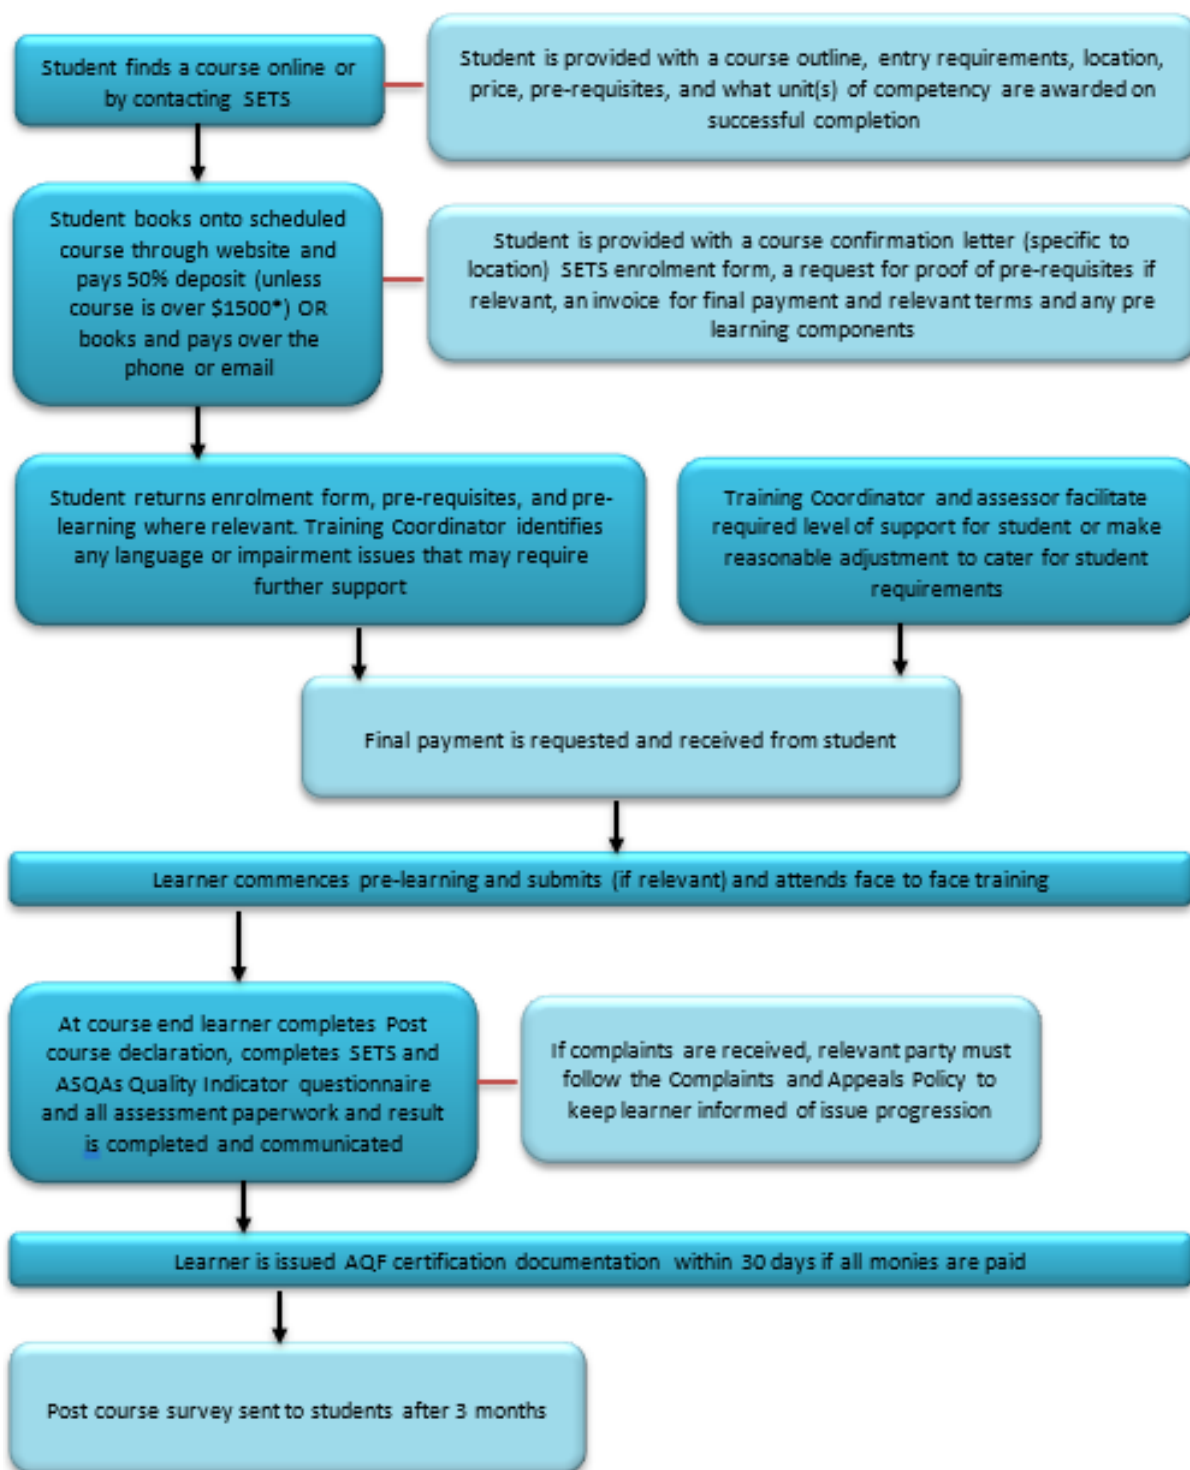 Student finds a course online or
by contacting SETS
Student is provided with a course outline, entry requirements, location,
price, pre-requisites, and what unit(s) of competency are awarded on
successful completion
Student books onto scheduled
course through website and
pays 50% deposit (unless
course is over $1500*) OR
books and pays over the
phone or email
Student is provided with a course confirmation letter (specific to
location) SETS enrolment form, a request for proof of pre-requisites if
relevant, an invoice for final payment and relevant terms and any pre
learning components
Student returns enrolment form, pre-requisites, and pre-
learning where relevant. Training Coordinator identifies
any language or impairment issues that may require
further support
Training Coordinator and assessor facilitate
required level of support for student or make
reasonable adjustment to cater for student
requirements
Final payment is requested and received from student
Learner commences pre-learning and submits (if relevant) and attends face to face training
At course end learner completes Post
course declaration, completes SETS and
ASQAs Quality Indicator questionnaire
and all assessment paperwork and result
is completed and communicated
If complaints are received, relevant party must
follow the Complaints and Appeals Policy to
keep learner informed of issue progression
Learner is issued AQF certification documentation within 30 days if all monies are paid
Post course survey sent to students after 3 months